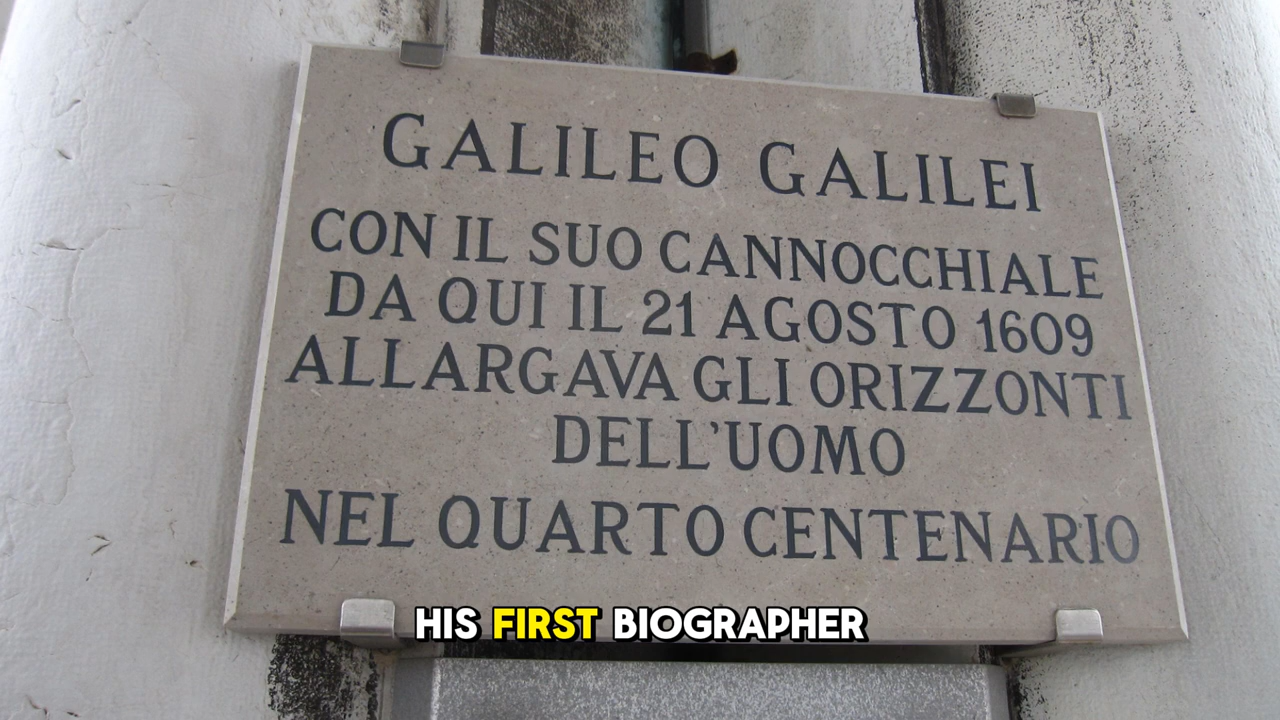 GALILEO GALILEI
CON IL SUO CANNOCCHIALE
DA QUI IL 21 AGOSTO 1609
ALLARGAVA GLI ORIZZONTI
DELL'UOMO
NEL QUARTO CENTENARIO
HIS FIRST BIOGRAPHER